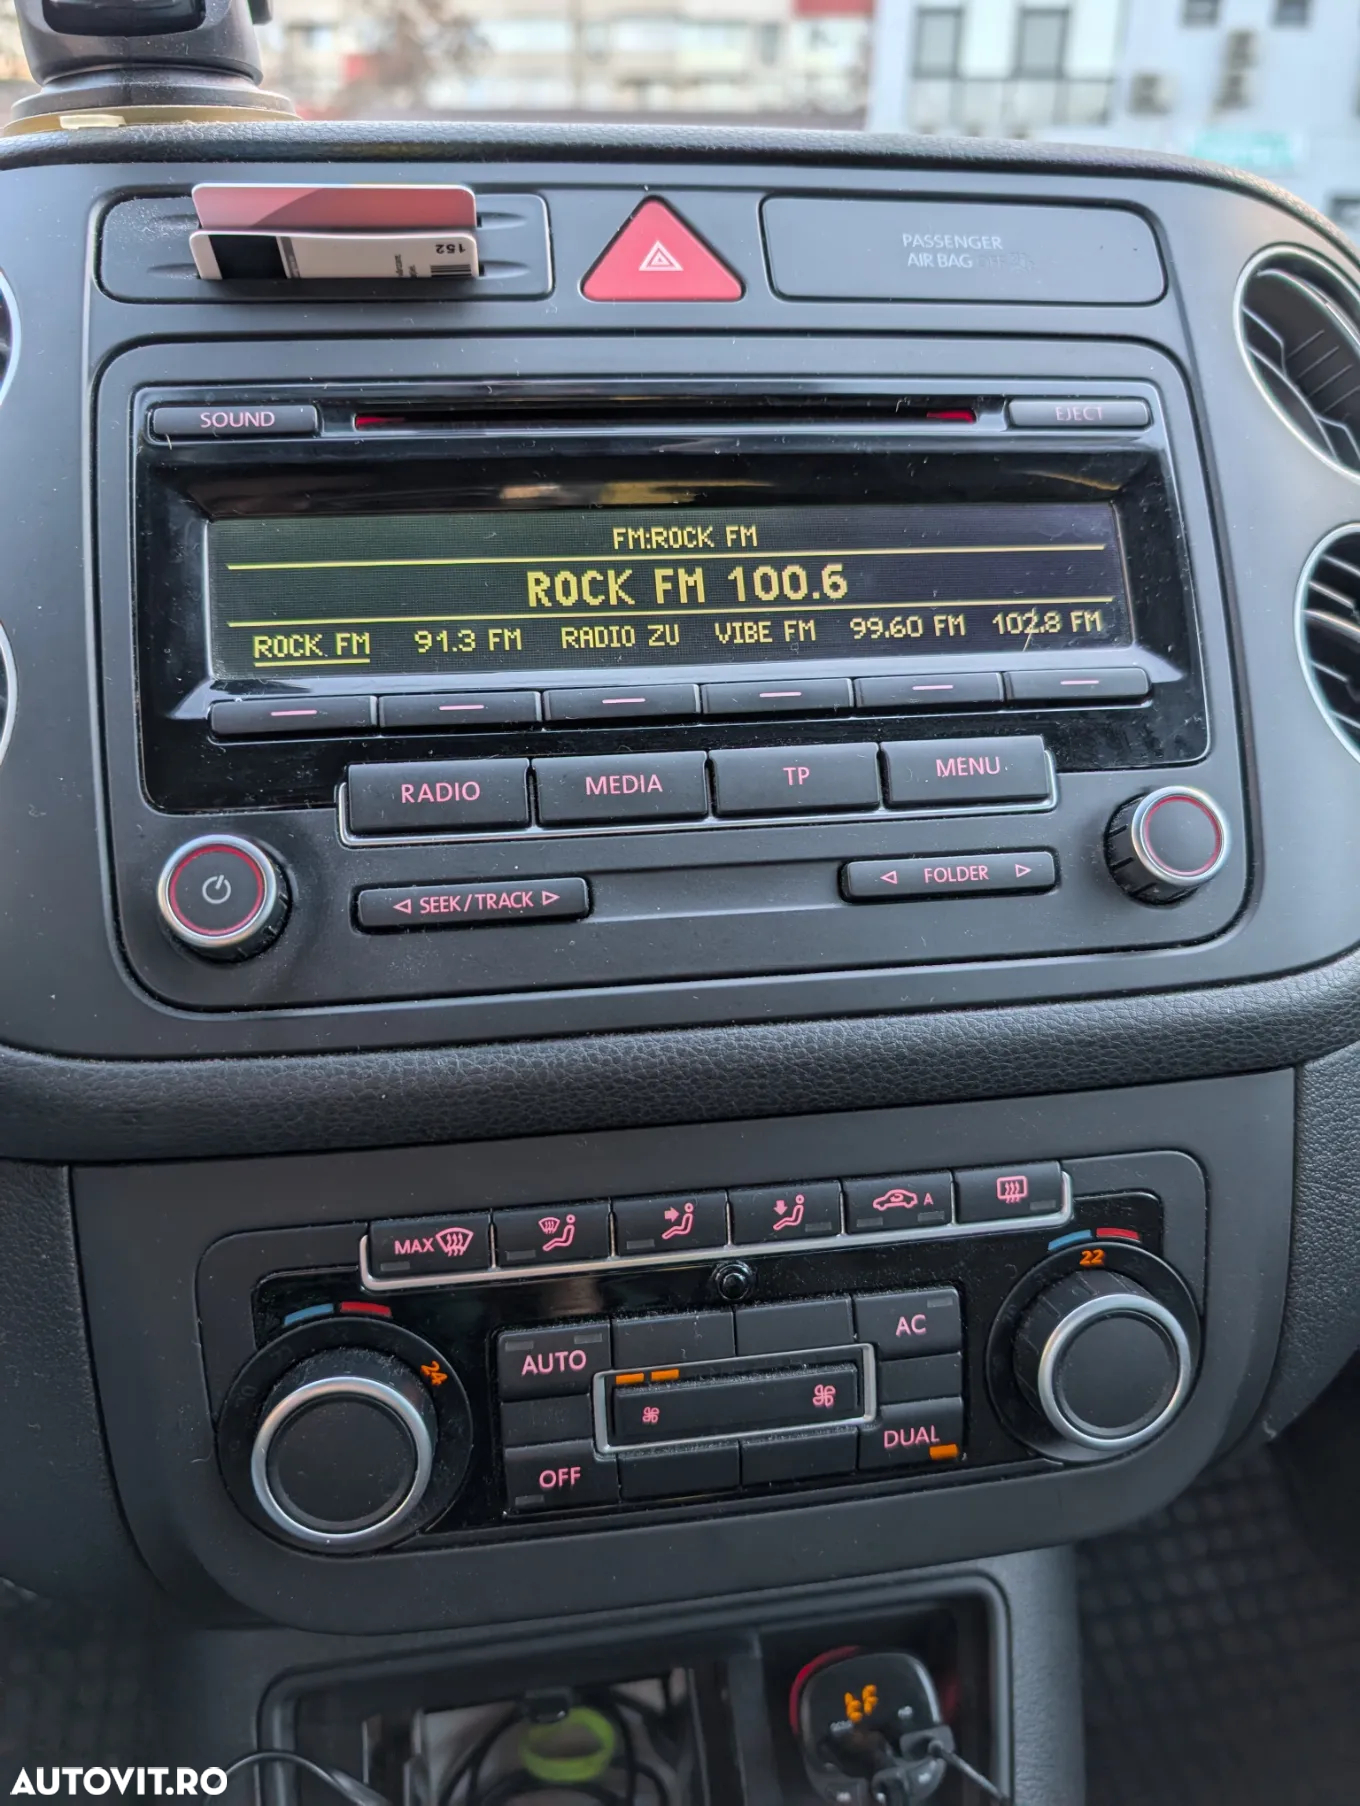 152
PASSENGER
AIR BAG
SOUND
EJECT
FM:ROCK FM
ROCK FM 100.6
ROCK FM 91.3 FM RADIO ZU VIBE FM 99.60 FM 102.8 FM
RADIO MEDIA TP MENU
SEEK / TRACK
FOLDER
MAX
A
22
24
AUTO
AC
OFF
DUAL
AUTOVIT.RO